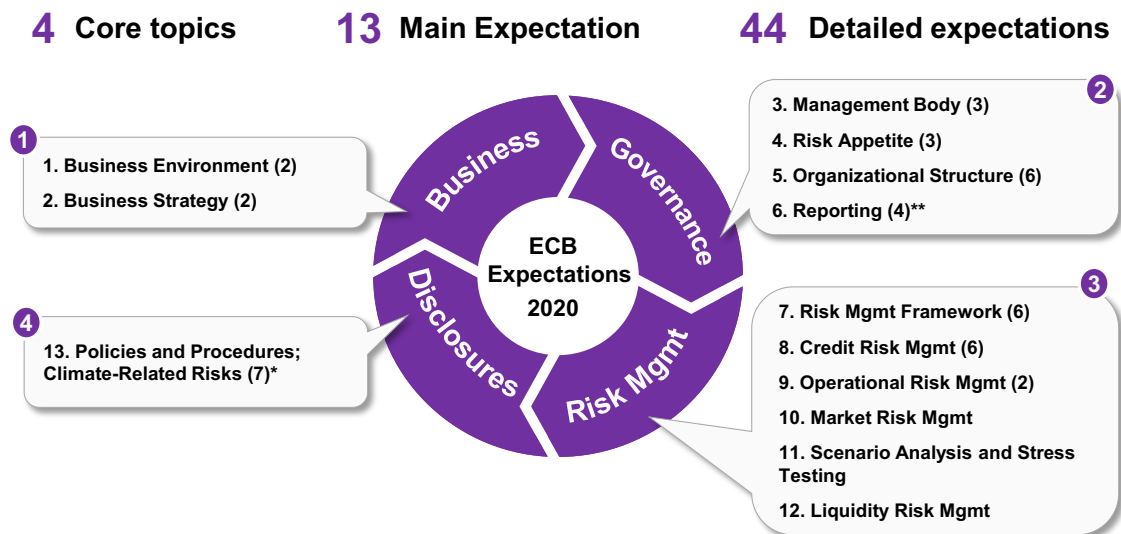 4 Core topics
13 Main Expectation
44 Detailed expectations
1
1. Business Environment (2)
2. Business Strategy (2)
2
3. Management Body (3)
4. Risk Appetite (3)
5. Organizational Structure (6)
6. Reporting (4)**
Business
Governance
Disclosures
Risk Mgmt
ECB
Expectations
2020
3
7. Risk Mgmt Framework (6)
8. Credit Risk Mgmt (6)
9. Operational Risk Mgmt (2)
10. Market Risk Mgmt
11. Scenario Analysis and Stress
Testing
12. Liquidity Risk Mgmt
4
13. Policies and Procedures;
Climate-Related Risks (7)*